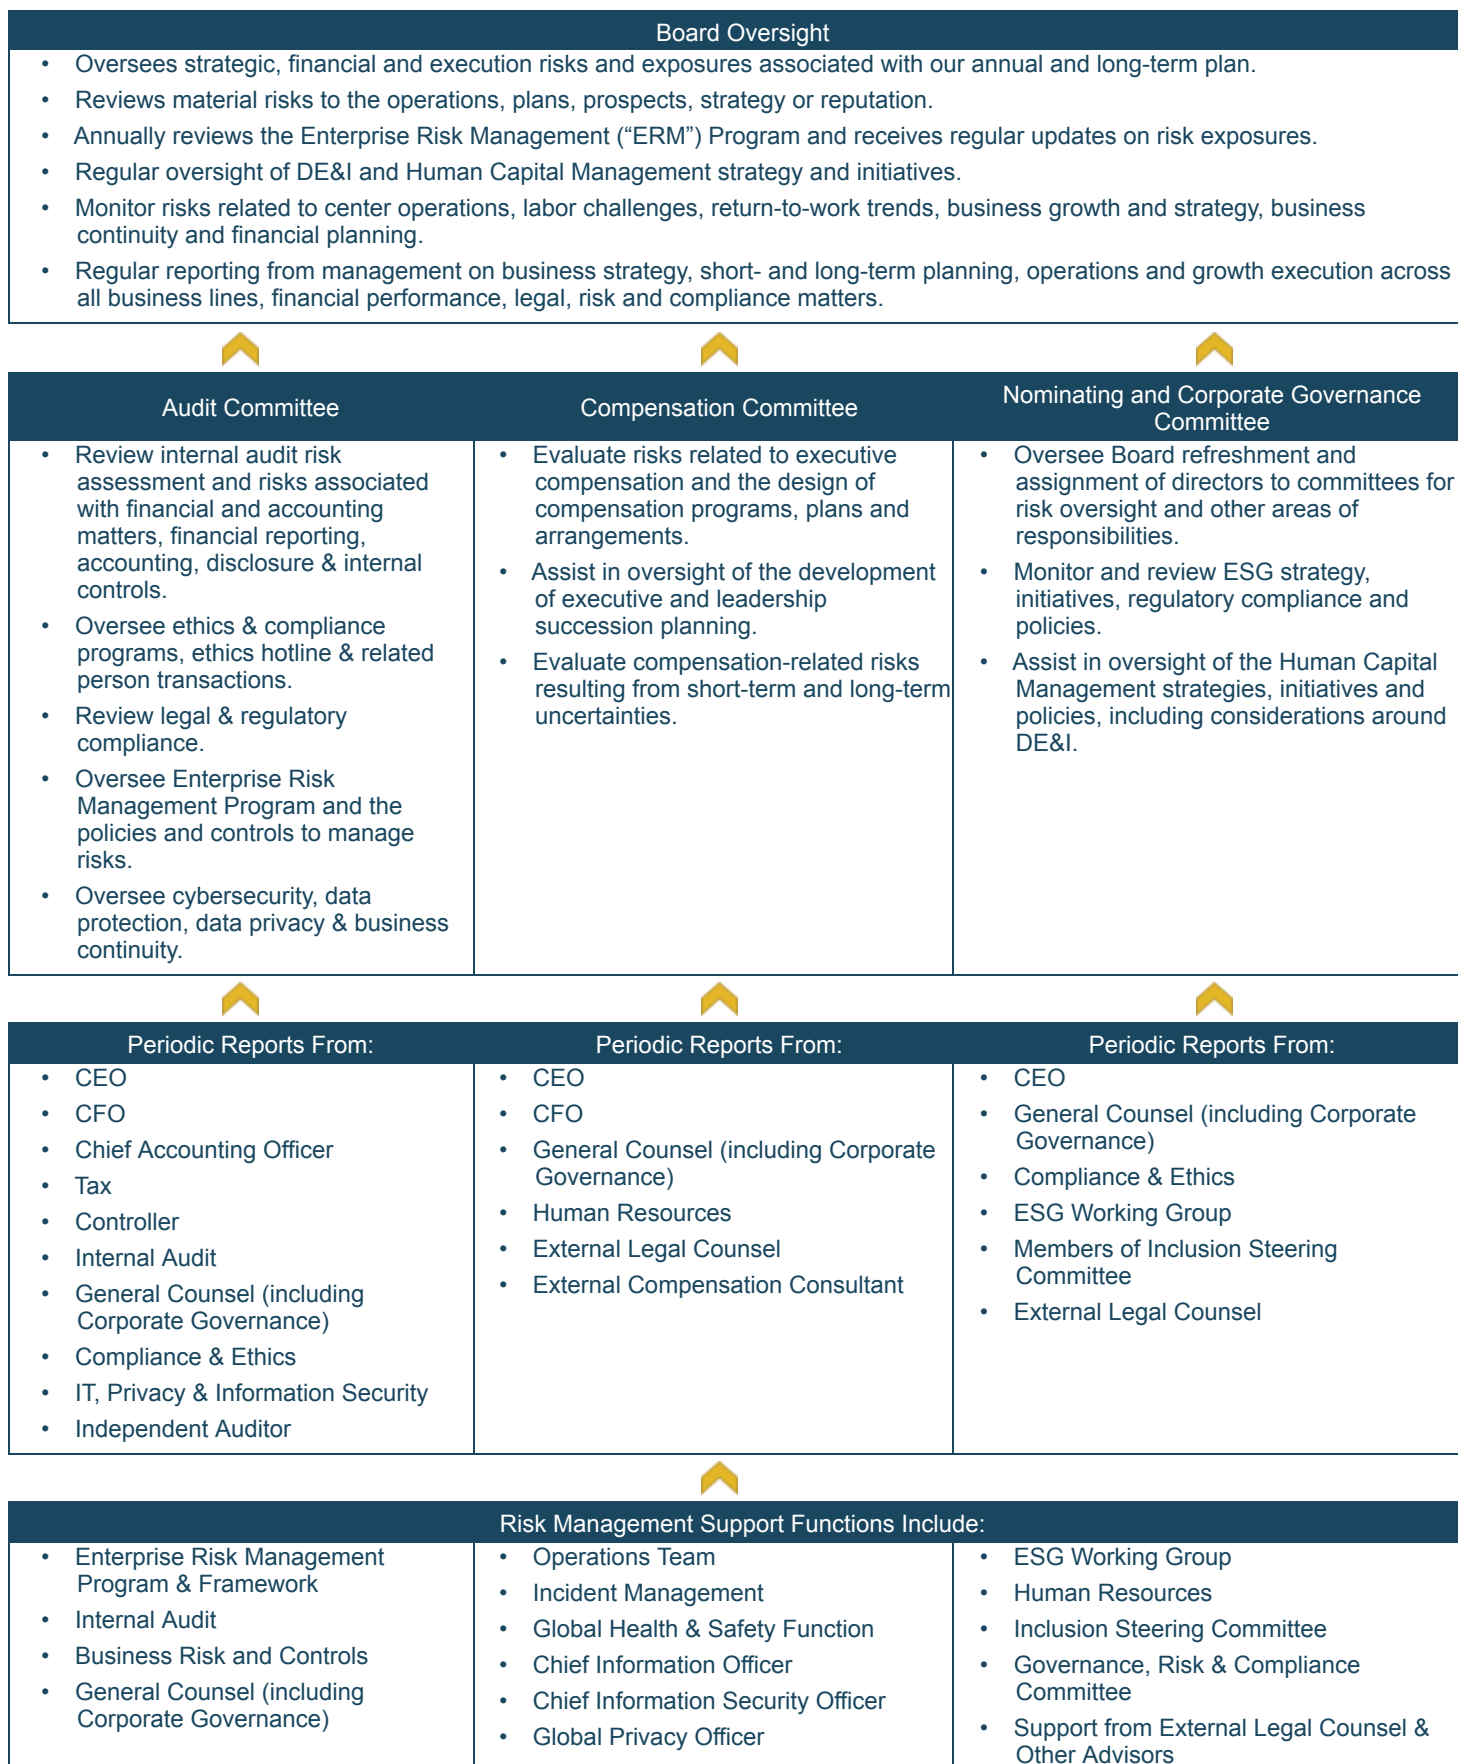 Board Oversight
• Oversees strategic, financial and execution risks and exposures associated with our annual and long-term plan.
• Reviews material risks to the operations, plans, prospects, strategy or reputation.
• Annually reviews the Enterprise Risk Management (“ERM”) Program and receives regular updates on risk exposures.
• Regular oversight of DE&I and Human Capital Management strategy and initiatives.
• Monitor risks related to center operations, labor challenges, return-to-work trends, business growth and strategy, business
continuity and financial planning.
• Regular reporting from management on business strategy, short- and long-term planning, operations and growth execution across
all business lines, financial performance, legal, risk and compliance matters.
Audit Committee
• Review internal audit risk
assessment and risks associated
with financial and accounting
matters, financial reporting,
accounting, disclosure & internal
controls.
• Oversee ethics & compliance
programs, ethics hotline & related
person transactions.
• Review legal & regulatory
compliance.
• Oversee Enterprise Risk
Management Program and the
policies and controls to manage
risks.
• Oversee cybersecurity, data
protection, data privacy & business
continuity.
Compensation Committee
• Evaluate risks related to executive
compensation and the design of
compensation programs, plans and
arrangements.
• Assist in oversight of the development
of executive and leadership
succession planning.
• Evaluate compensation-related risks
resulting from short-term and long-term
uncertainties.
Nominating and Corporate Governance
Committee
• Oversee Board refreshment and
assignment of directors to committees for
risk oversight and other areas of
responsibilities.
• Monitor and review ESG strategy,
initiatives, regulatory compliance and
policies.
• Assist in oversight of the Human Capital
Management strategies, initiatives and
policies, including considerations around
DE&I.
Periodic Reports From:
• CEO
• CFO
• Chief Accounting Officer
• Tax
• Controller
• Internal Audit
• General Counsel (including
Corporate Governance)
• Compliance & Ethics
• IT, Privacy & Information Security
• Independent Auditor
Periodic Reports From:
• CEO
• CFO
• General Counsel (including Corporate
Governance)
• Human Resources
• External Legal Counsel
• External Compensation Consultant
Periodic Reports From:
• CEO
• General Counsel (including Corporate
Governance)
• Compliance & Ethics
• ESG Working Group
• Members of Inclusion Steering
Committee
• External Legal Counsel
Risk Management Support Functions Include:
• Enterprise Risk Management
Program & Framework
• Internal Audit
• Business Risk and Controls
• General Counsel (including
Corporate Governance)
• Operations Team
• Incident Management
• Global Health & Safety Function
• Chief Information Officer
• Chief Information Security Officer
• Global Privacy Officer
• ESG Working Group
• Human Resources
• Inclusion Steering Committee
• Governance, Risk & Compliance
Committee
• Support from External Legal Counsel &
Other Advisors